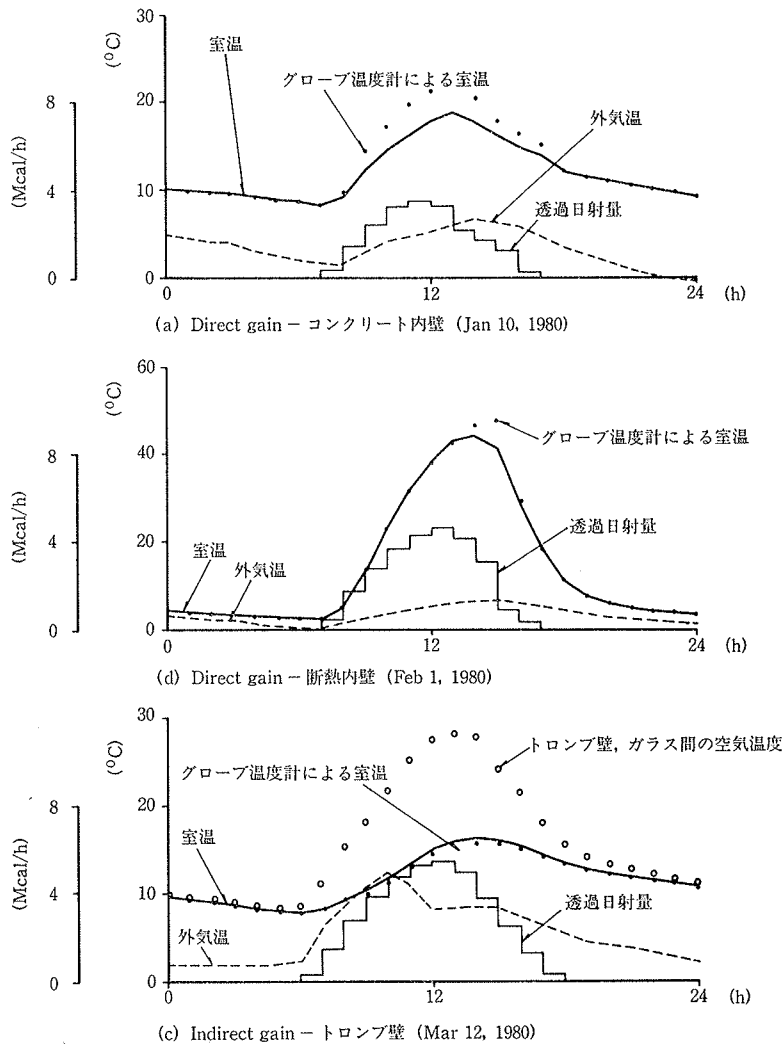 30
(°C)
室温
グローブ温度計による室温
8
20
外気温
(Mcal/h)
4
10
透過日射量
0
0
0
12
24
(h)
(a) Direct gain − コンクリート内壁 (Jan 10, 1980)
60
(°C)
グローブ温度計による室温
8
40
(Mcal/h)
透過日射量
4
20
室温
外気温
0
0
0
12
24
(h)
(d) Direct gain − 断熱内壁 (Feb 1, 1980)
30
(°C)
トロンブ壁, ガラス間の空気温度
グローブ温度計による室温
8
20
室温
(Mcal/h)
4
10
透過日射量
外気温
0
0
0
12
24
(h)
(c) Indirect gain − トロンブ壁 (Mar 12, 1980)